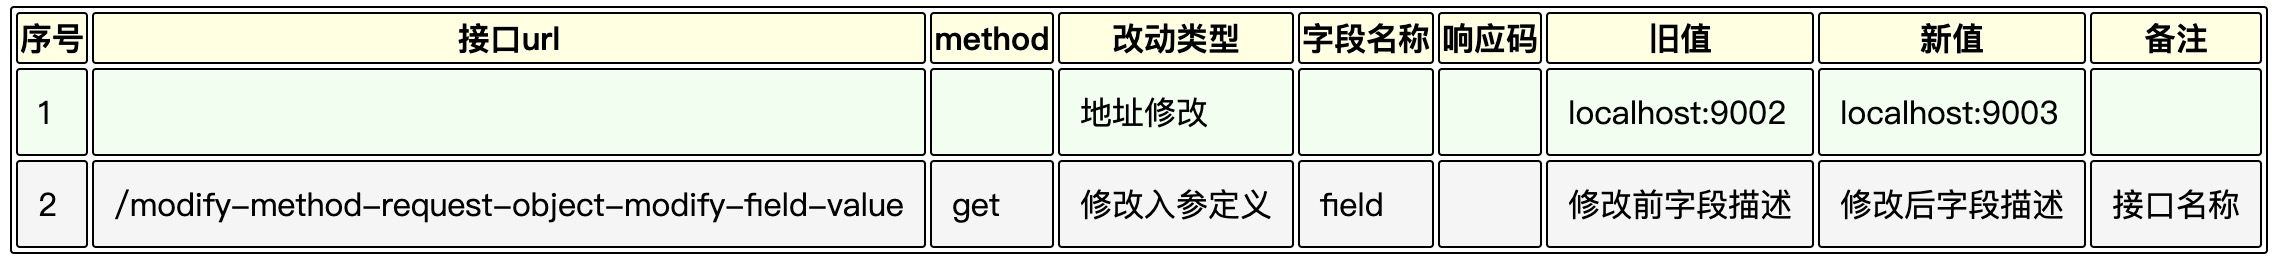 序号 接口url method 改动类型 字段名称 响应码 旧值 新值 备注
1 地址修改 localhost:9002 localhost:9003
2 /modify-method-request-object-modify-field-value get 修改入参定义 field 修改前字段描述 修改后字段描述 接口名称